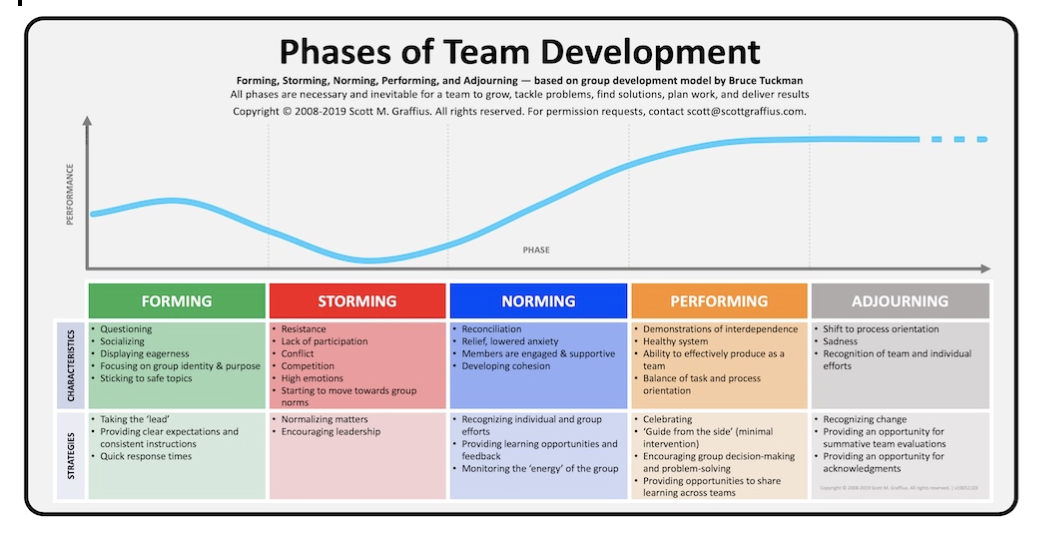 Phases of Team Development
Forming, Storming, Norming, Performing, and Adjourning — based on group development model by Bruce Tuckman
All phases are necessary and inevitable for a team to grow, tackle problems, find solutions, plan work, and deliver results
Copyright © 2008-2019 Scott M. Graffius. All rights reserved. For permission requests, contact scott@scottgraffius.com.
PERFORMANCE
PHASE
FORMING
STORMING
NORMING
PERFORMING
ADJOURNING
CHARACTERISTICS
• Questioning
• Socializing
• Displaying eagerness
• Focusing on group identity & purpose
• Sticking to safe topics
• Resistance
• Lack of participation
• Conflict
• Competition
• High emotions
• Starting to move towards group
norms
• Reconciliation
• Relief, lowered anxiety
• Members are engaged & supportive
• Developing cohesion
• Demonstrations of interdependence
• Healthy system
• Ability to effectively produce as a
team
• Balance of task and process
orientation
• Shift to process orientation
• Sadness
• Recognition of team and individual
efforts
STRATEGIES
• Taking the ‘lead’
• Providing clear expectations and
consistent instructions
• Quick response times
• Normalizing matters
• Encouraging leadership
• Recognizing individual and group
efforts
• Providing learning opportunities and
feedback
• Monitoring the ‘energy’ of the group
• Celebrating
• ‘Guide from the side’ (minimal
intervention)
• Encouraging group decision-making
and problem-solving
• Providing opportunities to share
learning across teams
• Recognizing change
• Providing an opportunity for
summative team evaluations
• Providing an opportunity for
acknowledgments
Copyright © 2008-2019 Scott M. Graffius. All rights reserved. |